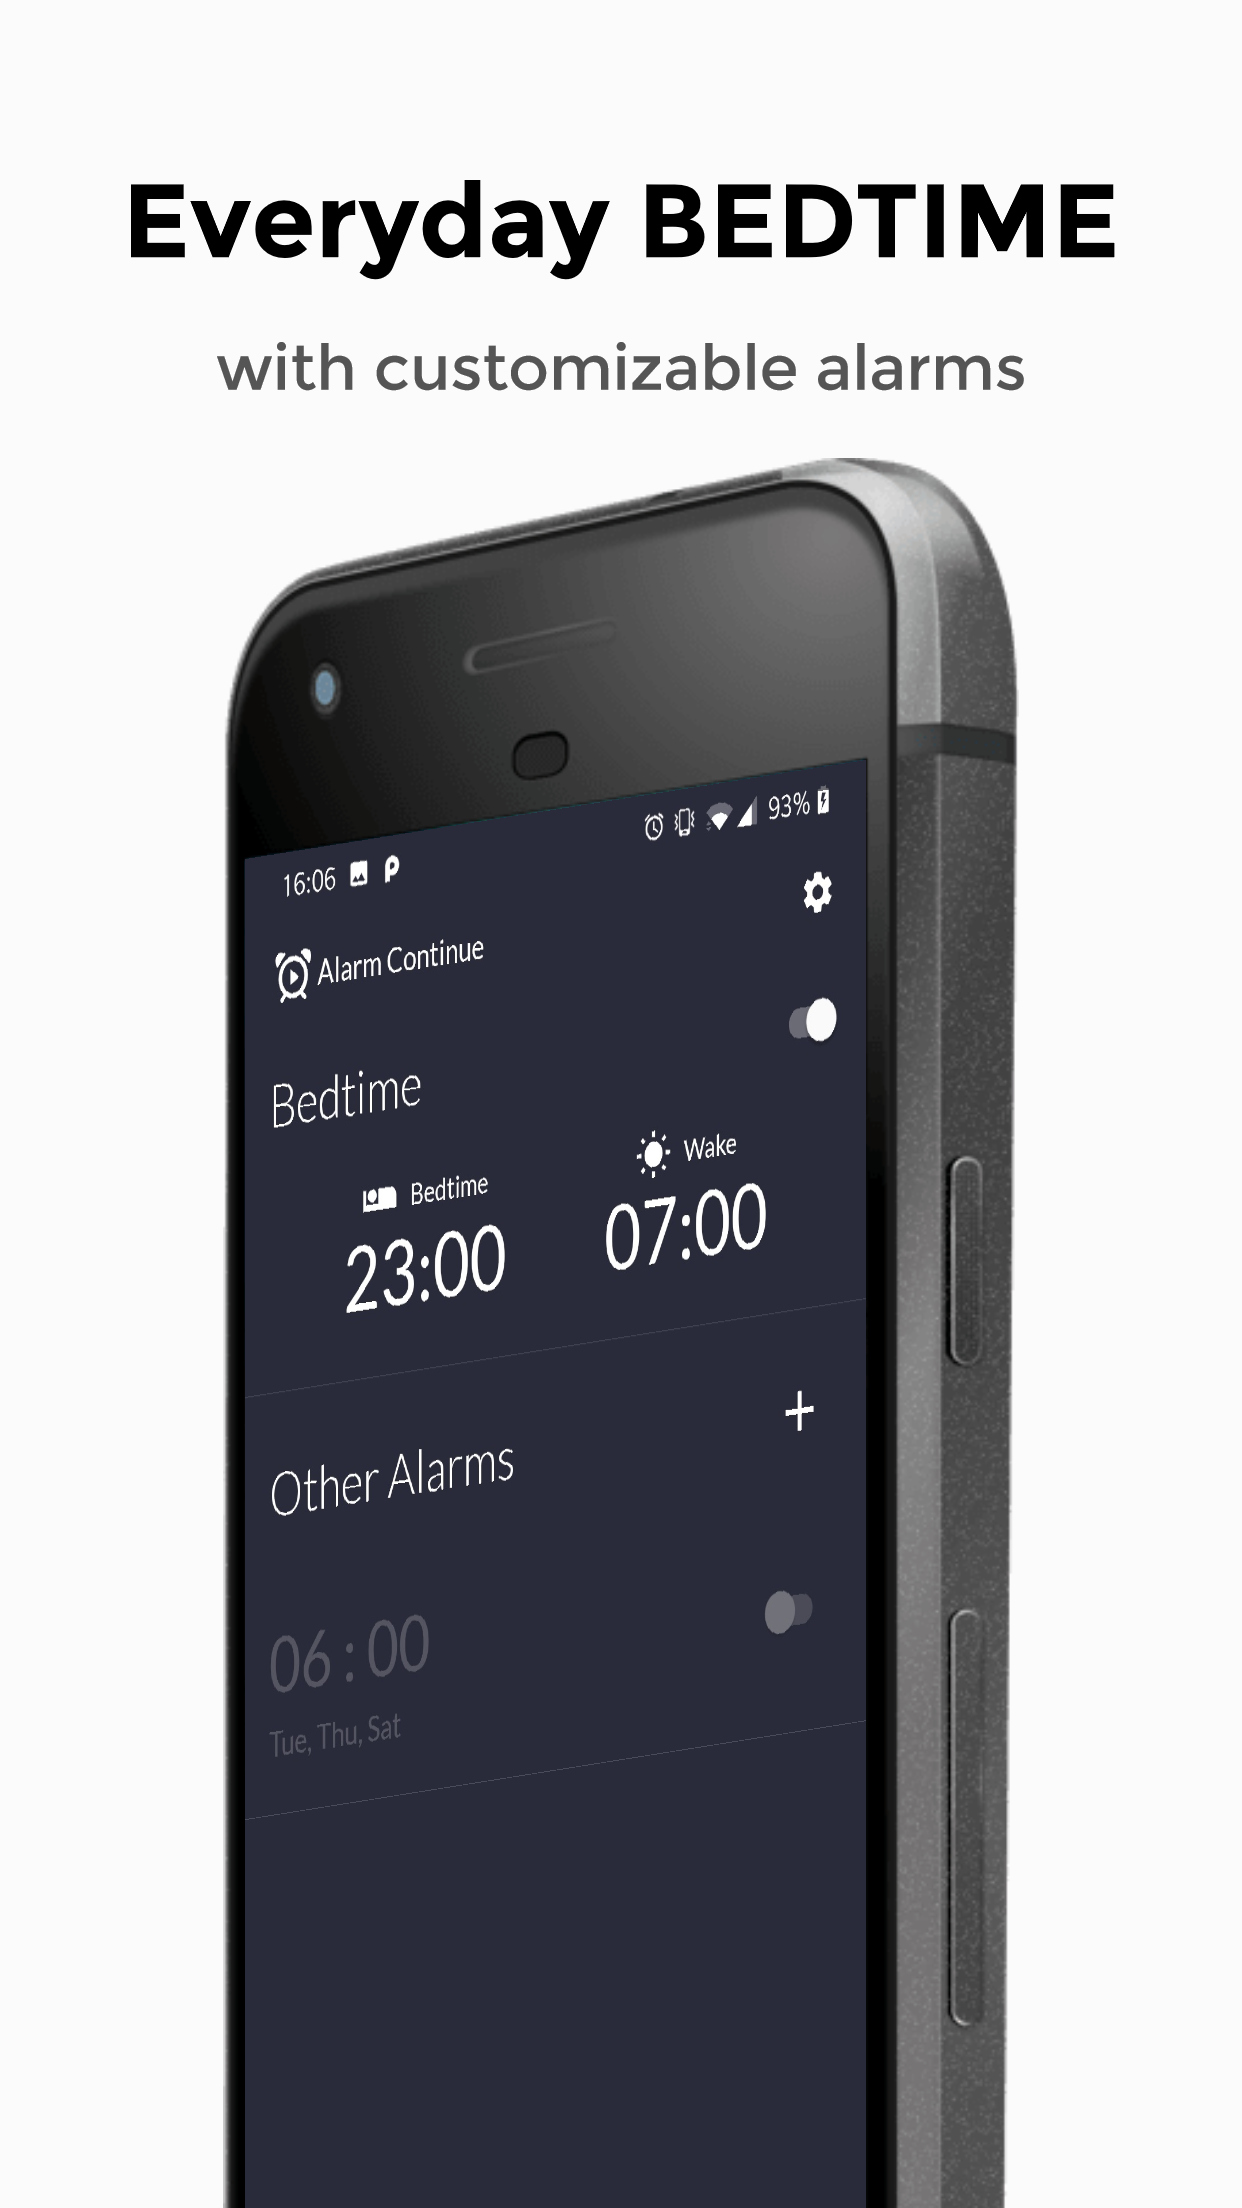 Everyday BEDTIME
with customizable alarms
16:06 93%
Alarm Continue
Bedtime
Bedtime Wake
23:00 07:00
Other Alarms
06:00
Tue, Thu, Sat